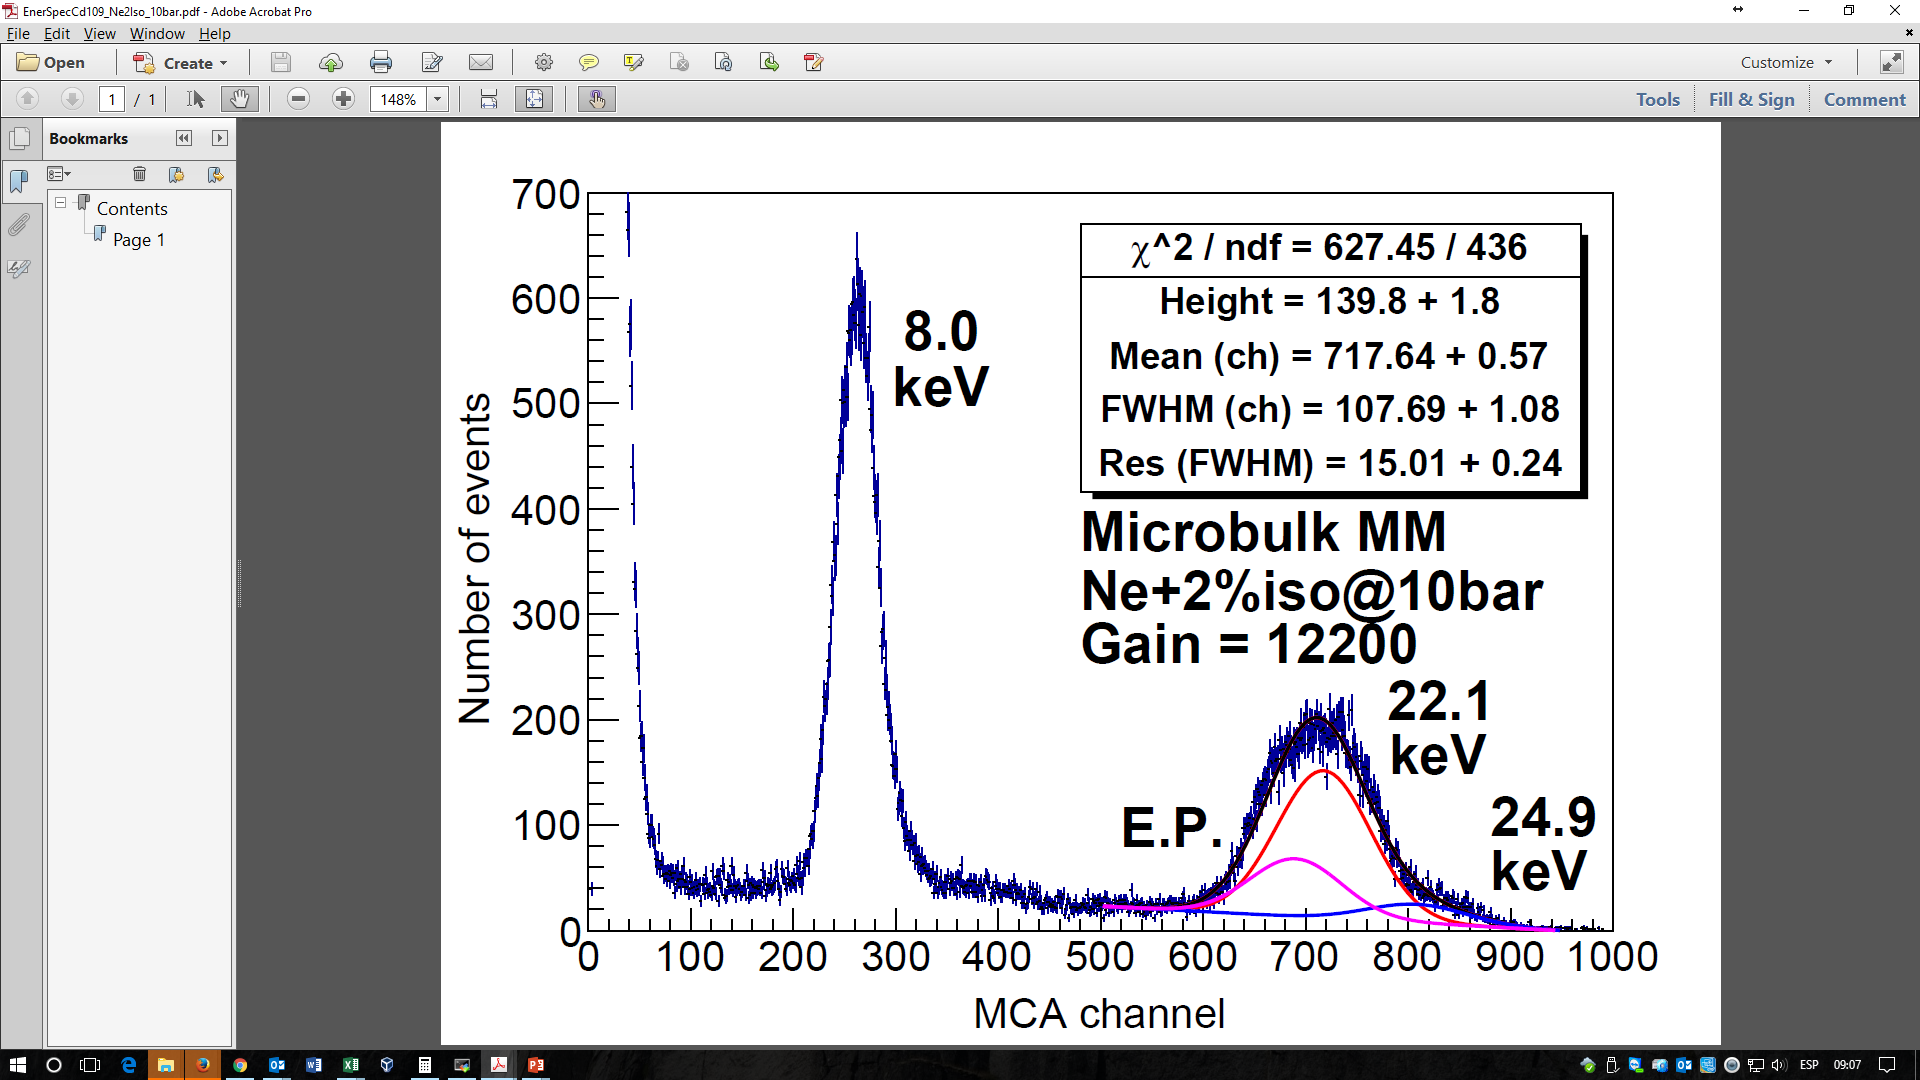 EnerSpecCd109_Ne2Iso_10bar.pdf - Adobe Acrobat Pro
File Edit View Window Help
Open Create Customize
1 / 1 148% Tools Fill & Sign Comment
Bookmarks
Contents
Page 1
700
600
500
400
300
200
100
0
Number of events
8.0
keV
χ^2 / ndf = 627.45 / 436
Height = 139.8 + 1.8
Mean (ch) = 717.64 + 0.57
FWHM (ch) = 107.69 + 1.08
Res (FWHM) = 15.01 + 0.24
Microbulk MM
Ne+2%iso@10bar
Gain = 12200
22.1
keV
E.P.
24.9
keV
0 100 200 300 400 500 600 700 800 900 1000
MCA channel
ESP 09:07